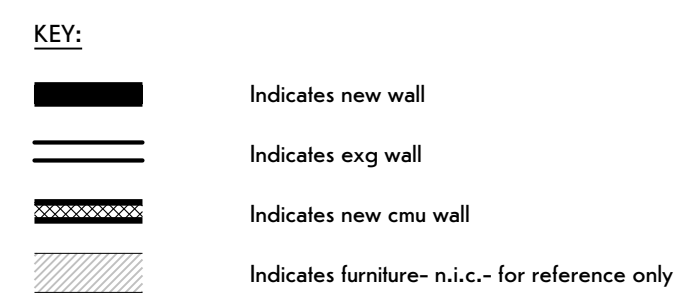 KEY:
Indicates new wall
Indicates exg wall
Indicates new cmu wall
Indicates furniture- n.i.c.- for reference only